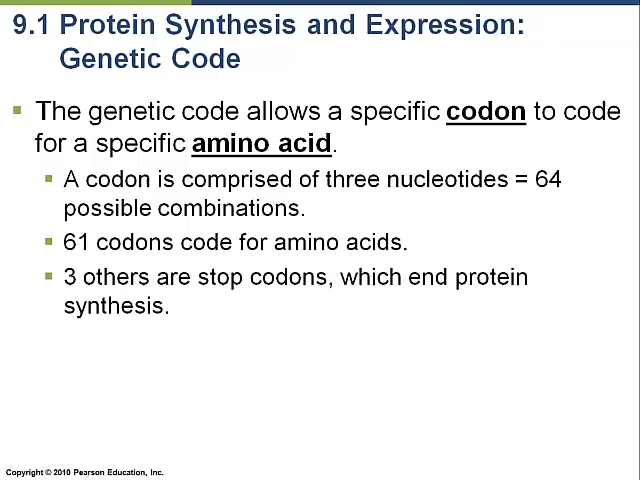 9.1 Protein Synthesis and Expression:
Genetic Code
The genetic code allows a specific codon to code
for a specific amino acid.
A codon is comprised of three nucleotides = 64
possible combinations.
61 codons code for amino acids.
3 others are stop codons, which end protein
synthesis.
Copyright © 2010 Pearson Education, Inc.